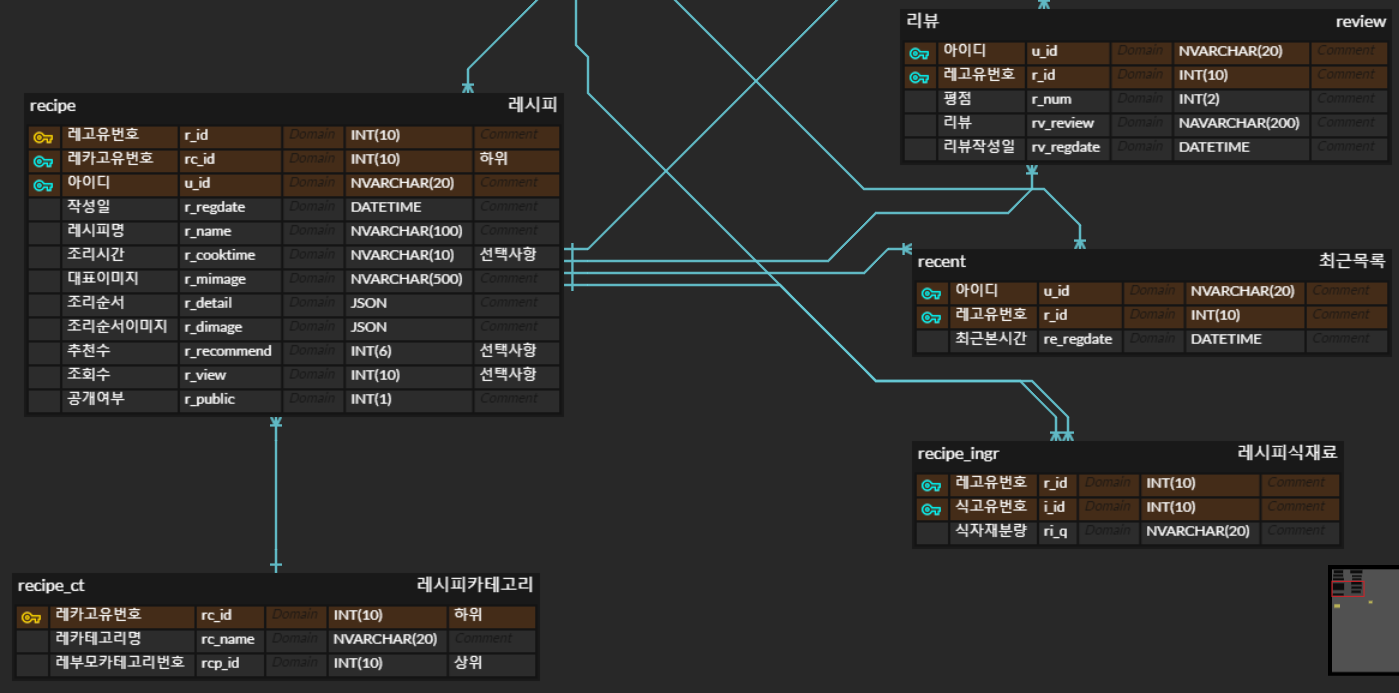 리뷰 review
아이디 u_id Domain NVARCHAR(20) Comment
레고유번호 r_id Domain INT(10) Comment
평점 r_num Domain INT(2) Comment
리뷰 rv_review Domain NAVARCHAR(200) Comment
리뷰작성일 rv_regdate Domain DATETIME Comment
recipe 레시피
레고유번호 r_id Domain INT(10) Comment
레카고유번호 rc_id Domain INT(10) 하위
아이디 u_id Domain NVARCHAR(20) Comment
작성일 r_regdate Domain DATETIME Comment
레시피명 r_name Domain NVARCHAR(100) Comment
조리시간 r_cooktime Domain NVARCHAR(10) 선택사항
대표이미지 r_mimage Domain NVARCHAR(500) Comment
조리순서 r_detail Domain JSON Comment
조리순서이미지 r_dimage Domain JSON Comment
추천수 r_recommend Domain INT(6) 선택사항
조회수 r_view Domain INT(10) 선택사항
공개여부 r_public Domain INT(1) Comment
recent 최근목록
아이디 u_id Domain NVARCHAR(20) Comment
레고유번호 r_id Domain INT(10) Comment
최근본시간 re_regdate Domain DATETIME Comment
recipe_ingr 레시피식재료
레고유번호 r_id Domain INT(10) Comment
식고유번호 i_id Domain INT(10) Comment
식자재분량 ri_q Domain NVARCHAR(20) Comment
recipe_ct 레시피카테고리
레카고유번호 rc_id Domain INT(10) 하위
레카테고리명 rc_name Domain NVARCHAR(20) Comment
레부모카테고리번호 rcp_id Domain INT(10) 상위